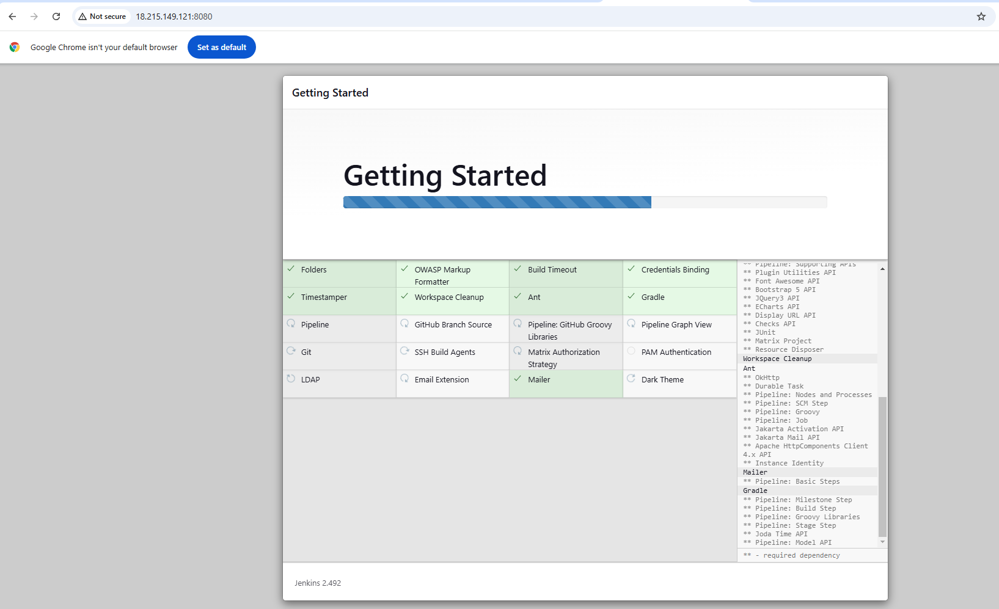 Not secure 18.215.149.121:8080
Google Chrome isn't your default browser
Set as default
Getting Started
Getting Started
Folders
OWASP Markup
Formatter
Build Timeout
Credentials Binding
Timestamper
Workspace Cleanup
Ant
Gradle
Pipeline
GitHub Branch Source
Pipeline: GitHub Groovy
Libraries
Pipeline Graph View
Git
SSH Build Agents
Matrix Authorization
Strategy
PAM Authentication
LDAP
Email Extension
Mailer
Dark Theme
** Pipeline: Supporting APIs
** Plugin Utilities API
** Font Awesome API
** Bootstrap 5 API
** JQuery3 API
** ECharts API
** Display URL API
** Checks API
** JUnit
** Matrix Project
** Resource Disposer
Workspace Cleanup
Ant
** OkHttp
** Durable Task
** Pipeline: Nodes and Processes
** Pipeline: SCM Step
** Pipeline: Groovy
** Pipeline: Job
** Jakarta Activation API
** Jakarta Mail API
** Apache HttpComponents Client
4.x API
** Instance Identity
Mailer
** Pipeline: Basic Steps
Gradle
** Pipeline: Milestone Step
** Pipeline: Build Step
** Pipeline: Groovy Libraries
** Pipeline: Stage Step
** Joda Time API
** Pipeline: Model API
** - required dependency
Jenkins 2.492